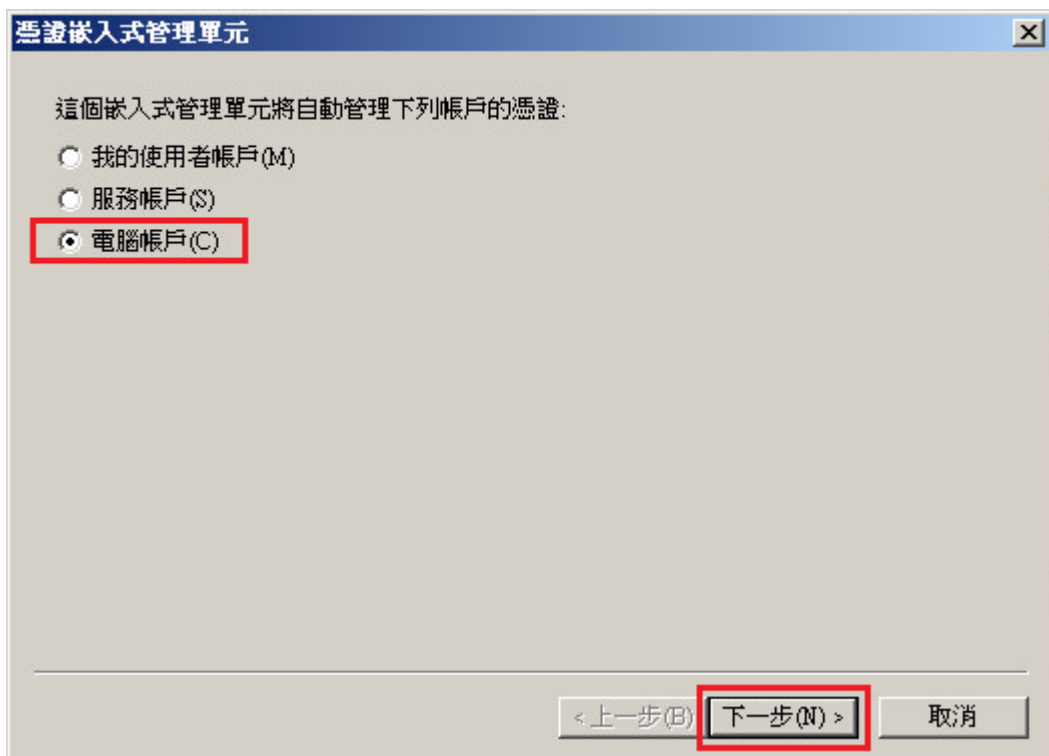 憑證嵌入式管理單元
這個嵌入式管理單元將自動管理下列帳戶的憑證:
我的使用者帳戶(M)
服務帳戶(S)
電腦帳戶(C)
<上一步(B)
下一步(N) >
取消